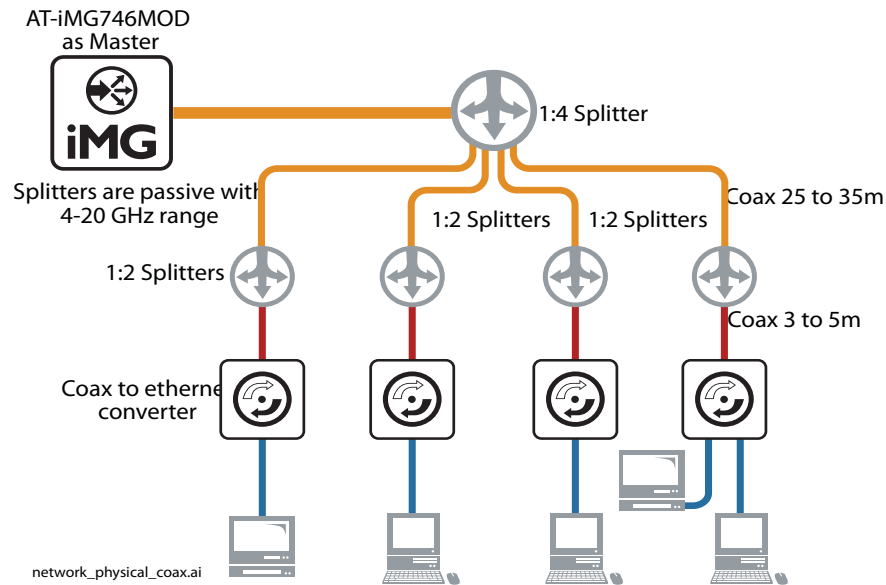 AT-iMG746MOD
as Master
iMG
1:4 Splitter
Splitters are passive with
4-20 GHz range
Coax 25 to 35m
1:2 Splitters
1:2 Splitters
1:2 Splitters
Coax 3 to 5m
Coax to etherne
converter
network_physical_coax.ai